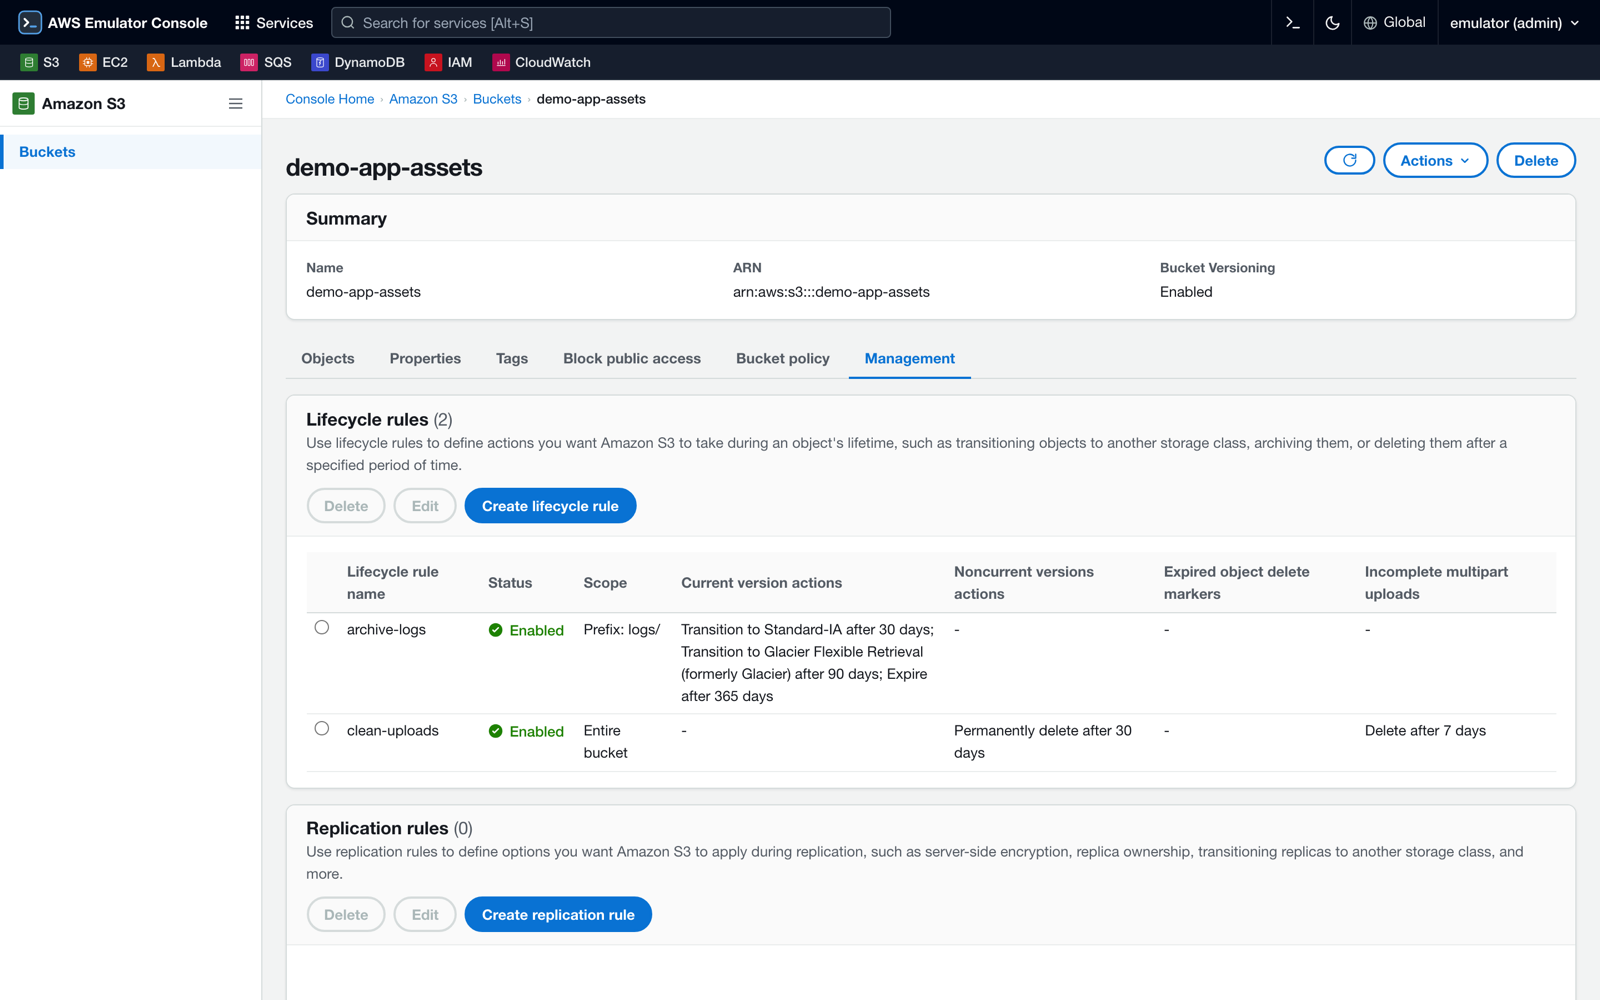 AWS Emulator Console
Services
Search for services [Alt+S]
Global
emulator (admin)
S3
EC2
Lambda
SQS
DynamoDB
IAM
CloudWatch
Amazon S3
Buckets
Console Home › Amazon S3 › Buckets › demo-app-assets
demo-app-assets
Actions
Delete
Summary
Name
demo-app-assets
ARN
arn:aws:s3:::demo-app-assets
Bucket Versioning
Enabled
Objects
Properties
Tags
Block public access
Bucket policy
Management
Lifecycle rules (2)
Use lifecycle rules to define actions you want Amazon S3 to take during an object's lifetime, such as transitioning objects to another storage class, archiving them, or deleting them after a
specified period of time.
Delete
Edit
Create lifecycle rule
Lifecycle rule
name
Status
Scope
Current version actions
Noncurrent versions
actions
Expired object delete
markers
Incomplete multipart
uploads
archive-logs
Enabled
Prefix: logs/
Transition to Standard-IA after 30 days;
Transition to Glacier Flexible Retrieval
(formerly Glacier) after 90 days; Expire
after 365 days
-
-
-
clean-uploads
Enabled
Entire
bucket
-
Permanently delete after 30
days
-
Delete after 7 days
Replication rules (0)
Use replication rules to define options you want Amazon S3 to apply during replication, such as server-side encryption, replica ownership, transitioning replicas to another storage class, and
more.
Delete
Edit
Create replication rule